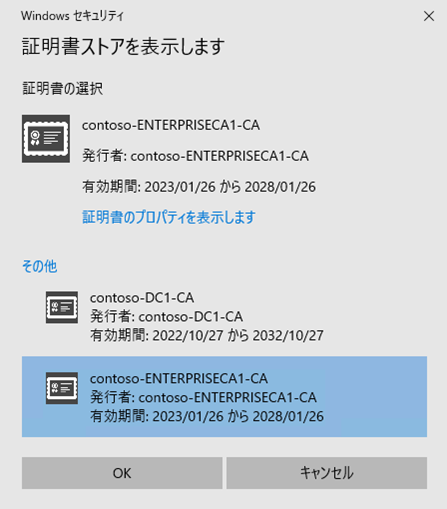 Windows セキュリティ
証明書ストアを表示します
証明書の選択
contoso-ENTERPRISECA1-CA
発行者: contoso-ENTERPRISECA1-CA
有効期間: 2023/01/26 から 2028/01/26
証明書のプロパティを表示します
その他
contoso-DC1-CA
発行者: contoso-DC1-CA
有効期間: 2022/10/27 から 2032/10/27
contoso-ENTERPRISECA1-CA
発行者: contoso-ENTERPRISECA1-CA
有効期間: 2023/01/26 から 2028/01/26
OK
キャンセル